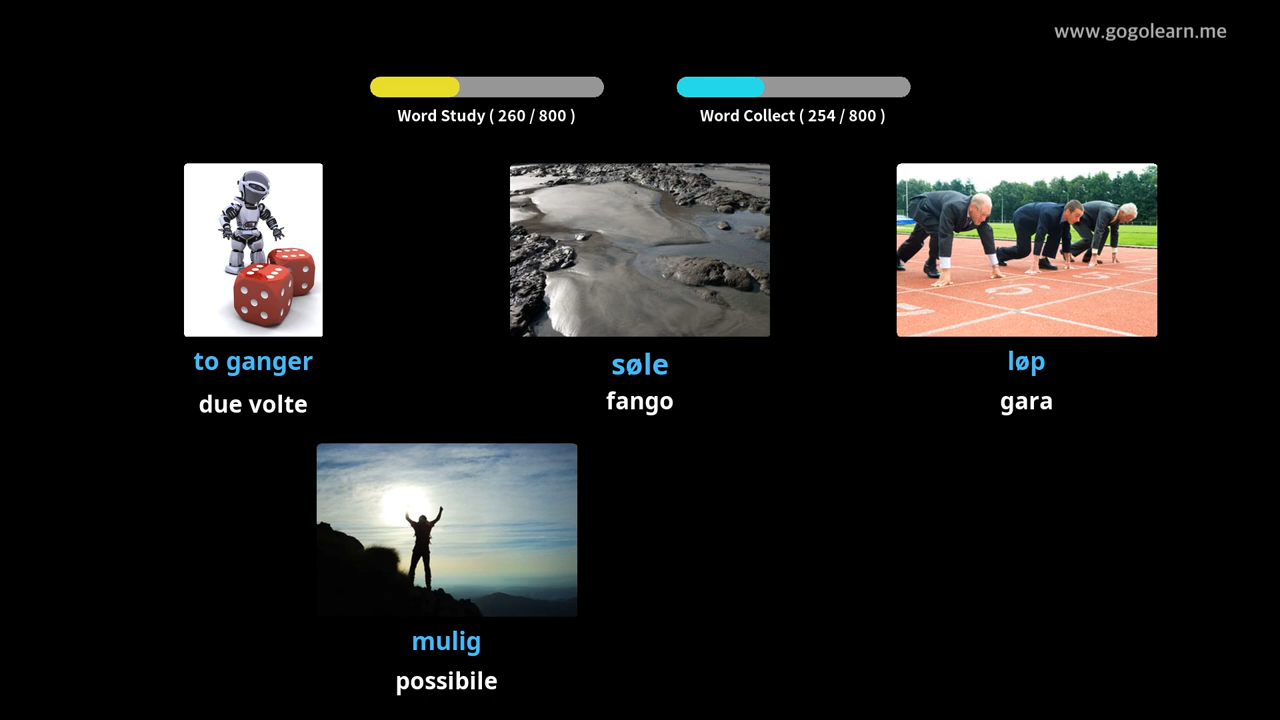 www.gogolearn.me
Word Study ( 260 / 800 )
Word Collect ( 254 / 800 )
to ganger
due volte
søle
fango
løp
gara
mulig
possibile